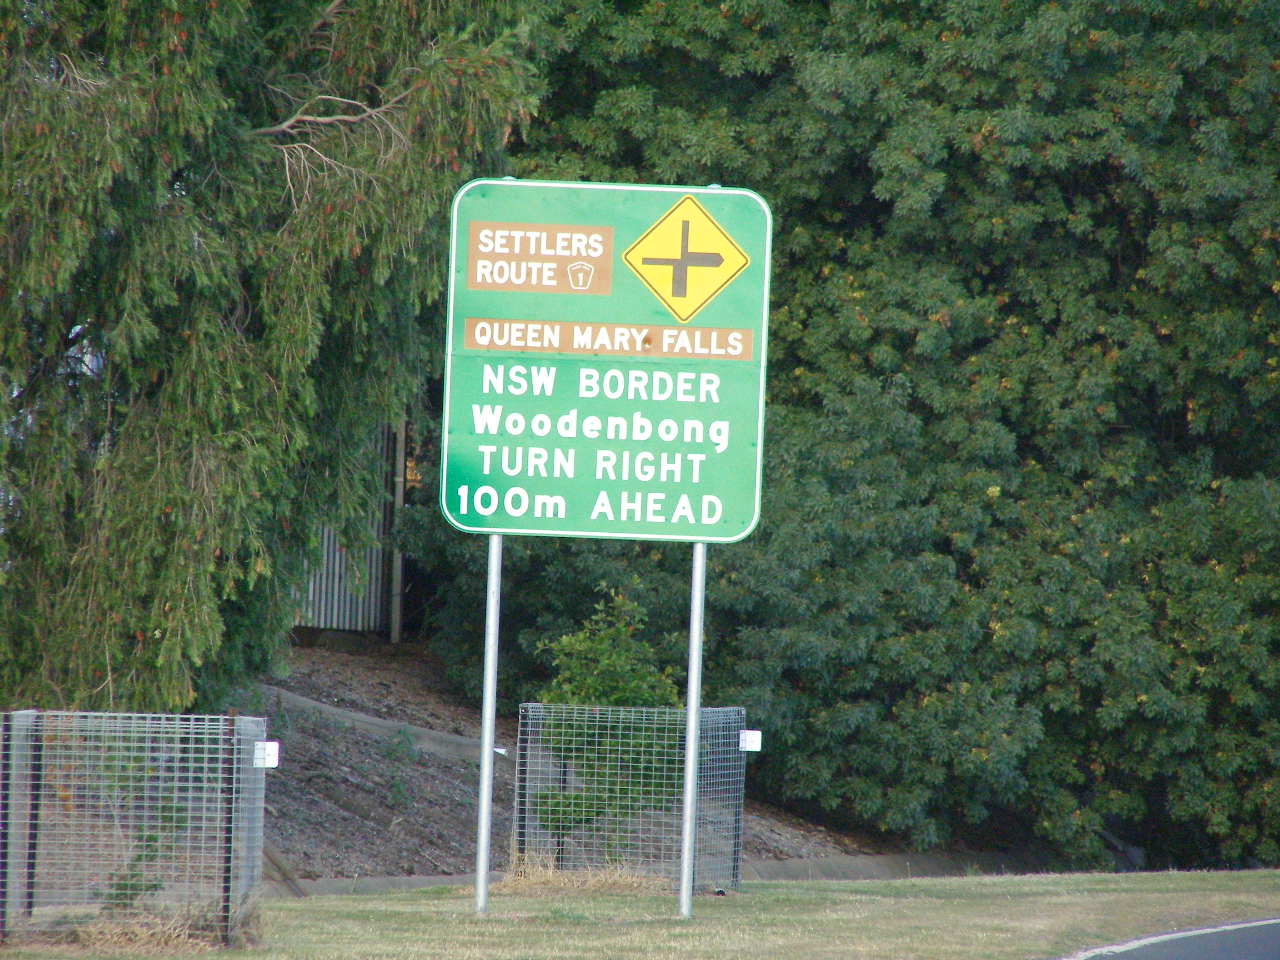 SETTLERS
ROUTE 1
QUEEN MARY FALLS
NSW BORDER
Woodenbong
TURN RIGHT
100m AHEAD